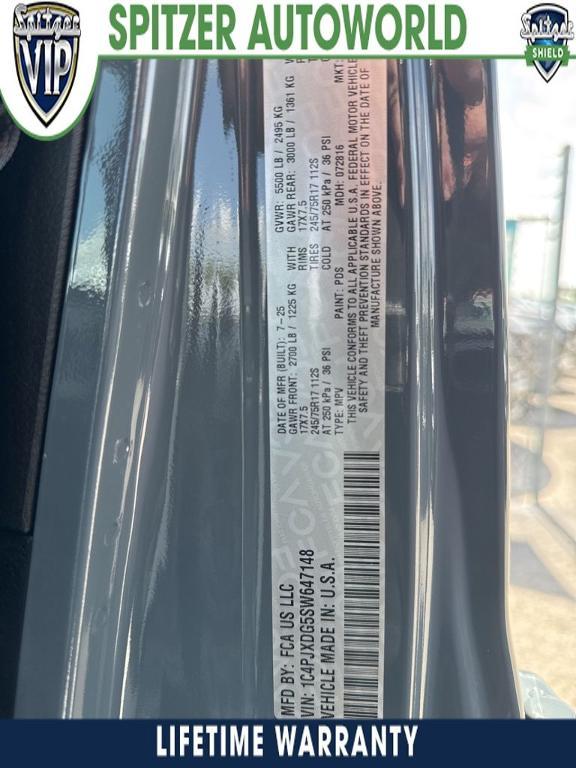 Spitzer
VIP
SPITZER AUTOWORLD
Spitzer
SHIELD
MFD BY: FCA US LLC
VIN: 1C4PJXDG5SW647148
VEHICLE MADE IN: U.S.A.
DATE OF MFR (BUILT): 7-25 GVWR: 5500 LB / 2495 KG
GAWR FRONT: 2700 LB / 1225 KG WITH GAWR REAR: 3000 LB / 1361 KG
17X7.5 RIMS 17X7.5
245/75R17 112S TIRES 245/75R17 112S
AT 250 kPa / 36 PSI COLD AT 250 kPa / 36 PSI
TYPE: MPV PAINT: PDS MDH: 072816 MKT:
THIS VEHICLE CONFORMS TO ALL APPLICABLE U.S.A. FEDERAL MOTOR VEHICLE
SAFETY AND THEFT PREVENTION STANDARDS IN EFFECT ON THE DATE OF
MANUFACTURE SHOWN ABOVE.
LIFETIME WARRANTY